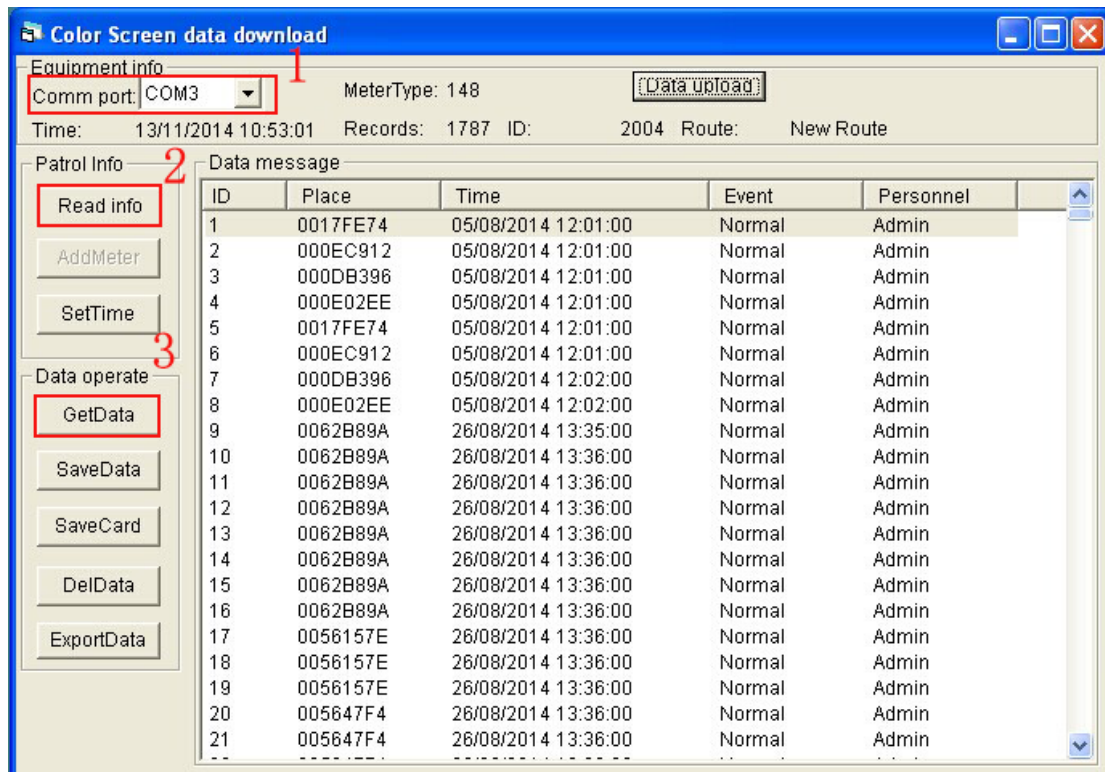 Color Screen data download
1
Equipment info
Comm port: COM3 MeterType: 148 Data upload
Time: 13/11/2014 10:53:01 Records: 1787 ID: 2004 Route: New Route
Patrol Info 2 Data message
Read info
AddMeter
SetTime
3
Data operate
GetData
SaveData
SaveCard
DelData
ExportData
ID Place Time Event Personnel
1 0017FE74 05/08/2014 12:01:00 Normal Admin
2 000EC912 05/08/2014 12:01:00 Normal Admin
3 000DB396 05/08/2014 12:01:00 Normal Admin
4 000E02EE 05/08/2014 12:01:00 Normal Admin
5 0017FE74 05/08/2014 12:01:00 Normal Admin
6 000EC912 05/08/2014 12:01:00 Normal Admin
7 000DB396 05/08/2014 12:02:00 Normal Admin
8 000E02EE 05/08/2014 12:02:00 Normal Admin
9 0062B89A 26/08/2014 13:35:00 Normal Admin
10 0062B89A 26/08/2014 13:36:00 Normal Admin
11 0062B89A 26/08/2014 13:36:00 Normal Admin
12 0062B89A 26/08/2014 13:36:00 Normal Admin
13 0062B89A 26/08/2014 13:36:00 Normal Admin
14 0062B89A 26/08/2014 13:36:00 Normal Admin
15 0062B89A 26/08/2014 13:36:00 Normal Admin
16 0062B89A 26/08/2014 13:36:00 Normal Admin
17 0056157E 26/08/2014 13:36:00 Normal Admin
18 0056157E 26/08/2014 13:36:00 Normal Admin
19 0056157E 26/08/2014 13:36:00 Normal Admin
20 005647F4 26/08/2014 13:36:00 Normal Admin
21 005647F4 26/08/2014 13:36:00 Normal Admin